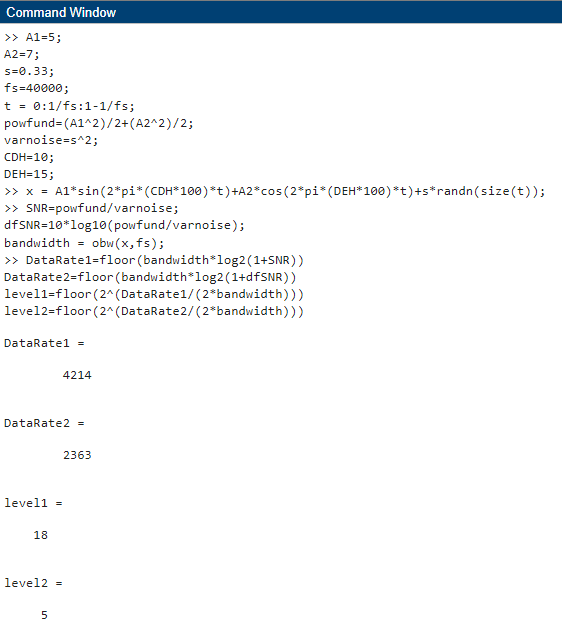 Command Window
>> A1=5;
A2=7;
s=0.33;
fs=40000;
t = 0:1/fs:1-1/fs;
powfund=(A1^2)/2+(A2^2)/2;
varnoise=s^2;
CDH=10;
DEH=15;
>> x = A1*sin(2*pi*(CDH*100)*t)+A2*cos(2*pi*(DEH*100)*t)+s*randn(size(t));
>> SNR=powfund/varnoise;
dfSNR=10*log10(powfund/varnoise);
bandwidth = obw(x,fs);
>> DataRate1=floor(bandwidth*log2(1+SNR))
DataRate2=floor(bandwidth*log2(1+dfSNR))
level1=floor(2^(DataRate1/(2*bandwidth)))
level2=floor(2^(DataRate2/(2*bandwidth)))
DataRate1 =
4214
DataRate2 =
2363
level1 =
18
level2 =
5